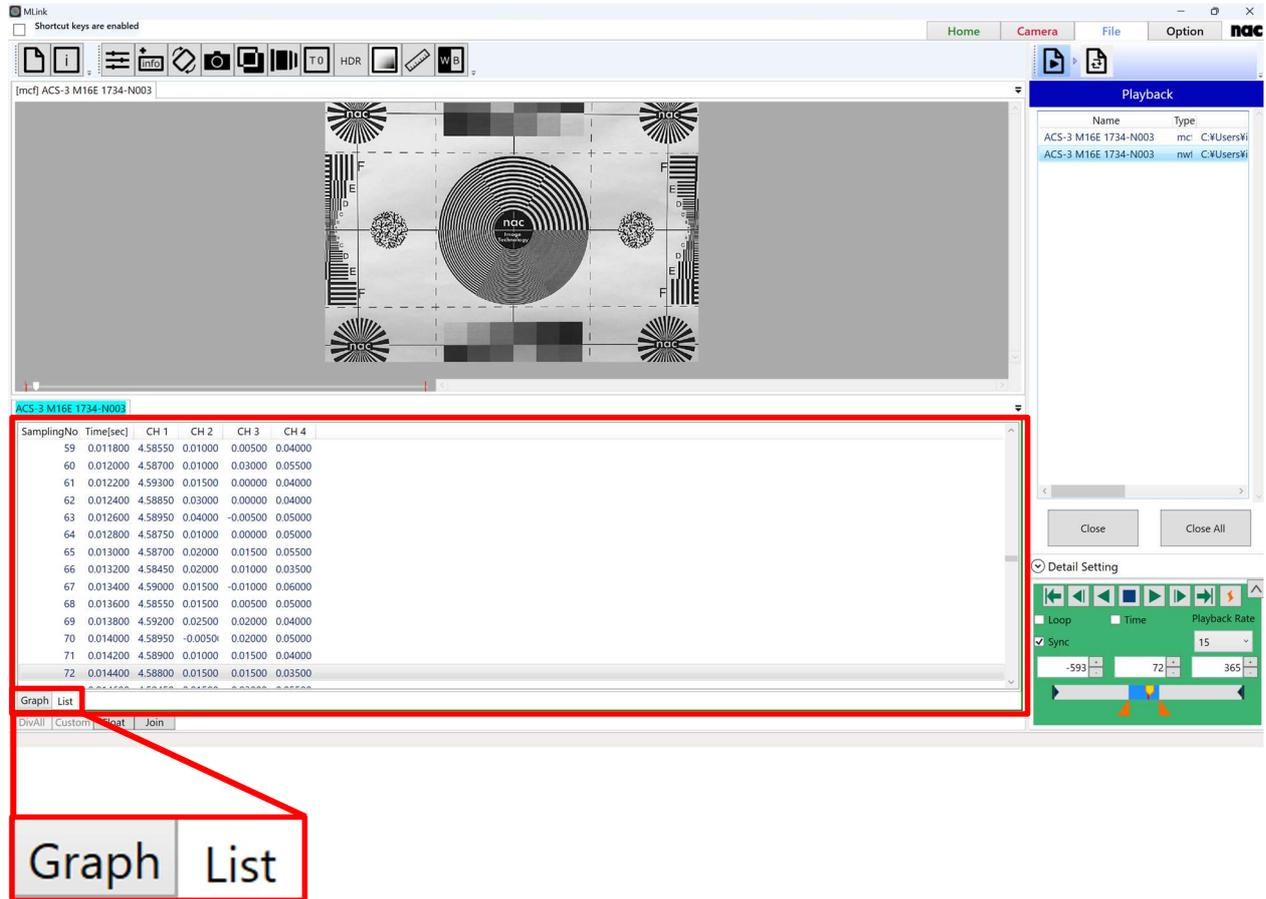 MLink
Shortcut keys are enabled
Home Camera File Option nac
i info T0 HDR W B
[mcf] ACS-3 M16E 1734-N003
Playback
Name Type
ACS-3 M16E 1734-N003 mc C:¥Users¥i
ACS-3 M16E 1734-N003 nwl C:¥Users¥i
nac nac
F F
E E
D D
C C
nac
Image
Technology
D D
E E
F F
nac nac
Close Close All
Detail Setting
Loop Time Playback Rate
Sync 15
-593 72 365
ACS-3 M16E 1734-N003
SamplingNo Time[sec] CH 1 CH 2 CH 3 CH 4
59 0.011800 4.58550 0.01000 0.00500 0.04000
60 0.012000 4.58700 0.01000 0.03000 0.05500
61 0.012200 4.59300 0.01500 0.00000 0.04000
62 0.012400 4.58850 0.03000 0.00000 0.04000
63 0.012600 4.58950 0.04000 -0.00500 0.05000
64 0.012800 4.58750 0.01000 0.00000 0.05000
65 0.013000 4.58700 0.02000 0.01500 0.05500
66 0.013200 4.58450 0.02000 0.01000 0.03500
67 0.013400 4.59000 0.01500 -0.01000 0.06000
68 0.013600 4.58550 0.01500 0.00500 0.05000
69 0.013800 4.59200 0.02500 0.02000 0.04000
70 0.014000 4.58950 -0.0050 0.02000 0.05000
71 0.014200 4.58900 0.01000 0.01500 0.04000
72 0.014400 4.58800 0.01500 0.01500 0.03500
Graph List
DivAll Custom Float Join
Graph List